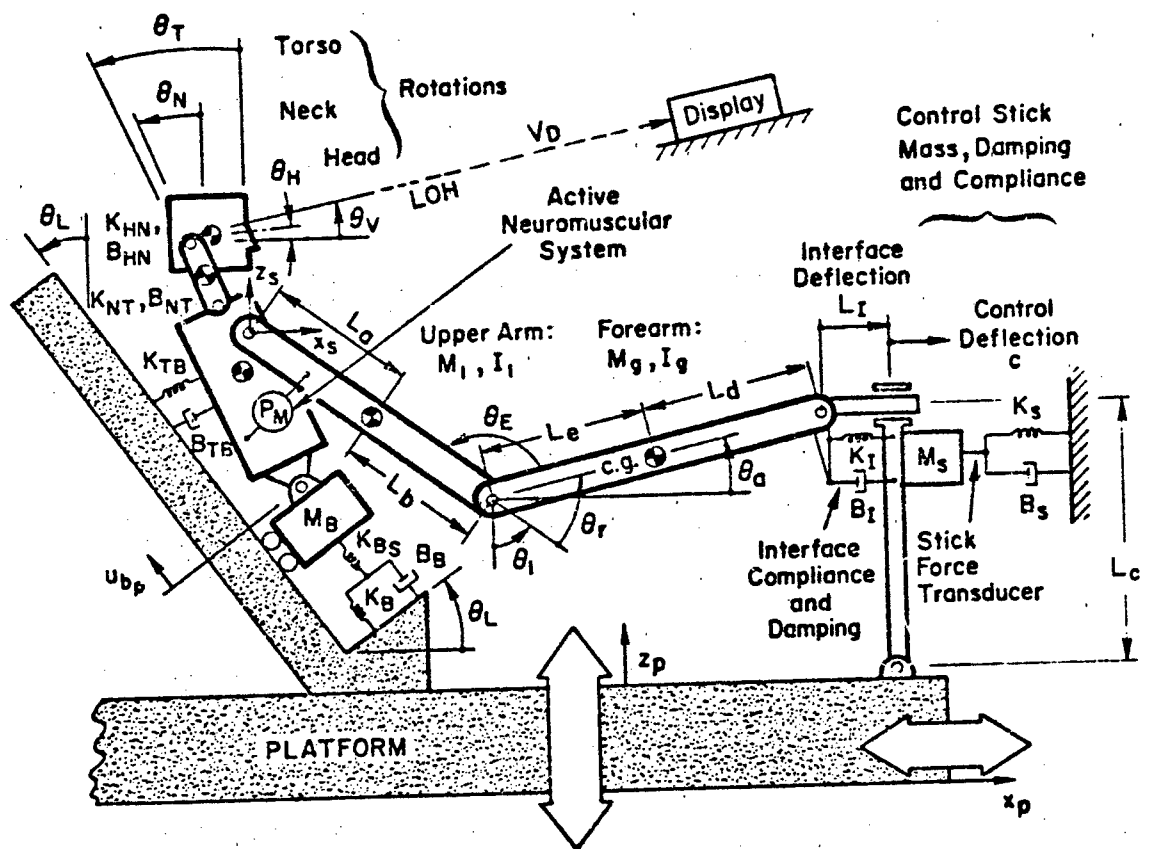 θT
Torso
Rotations
θN
Neck
Head
θH
Display
VD
LOH
θV
Control Stick
Mass, Damping
and Compliance
Active
Neuromuscular
System
θL
KHN,
BHN
KNT, BNT
zs
xs
La
Interface
Deflection
LI
Control
Deflection
c
Upper Arm:
M1, I1
Forearm:
Mg, Ig
KTB
BTB
PM
θE
Ld
Le
c.g.
θa
Lb
θr
θ1
KI
BI
MS
KS
BS
Lc
MB
KBS
BB
KB
ubp
θL
Interface
Compliance
and
Damping
Stick
Force
Transducer
zp
PLATFORM
xp